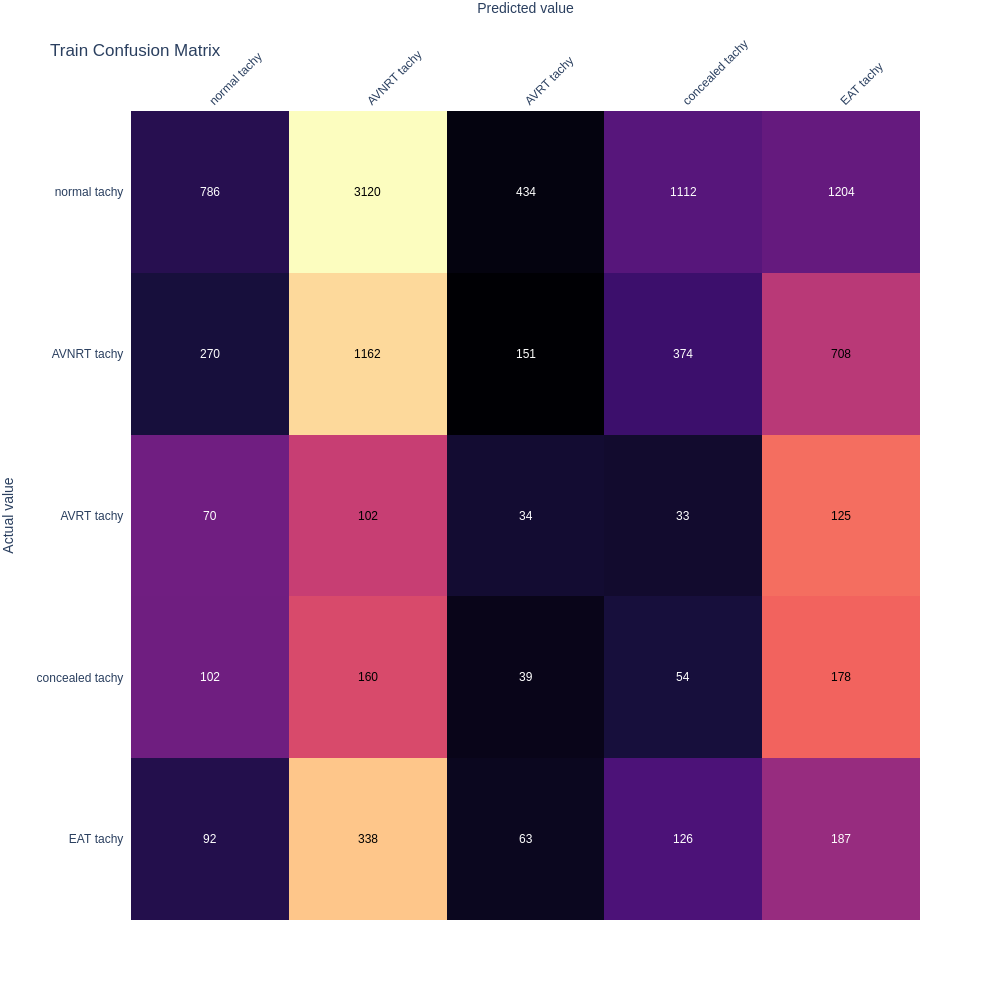 Predicted value
Train Confusion Matrix
normal tachy AVNRT tachy AVRT tachy concealed tachy EAT tachy
normal tachy 786 3120 434 1112 1204
AVNRT tachy 270 1162 151 374 708
Actual value
AVRT tachy 70 102 34 33 125
concealed tachy 102 160 39 54 178
EAT tachy 92 338 63 126 187